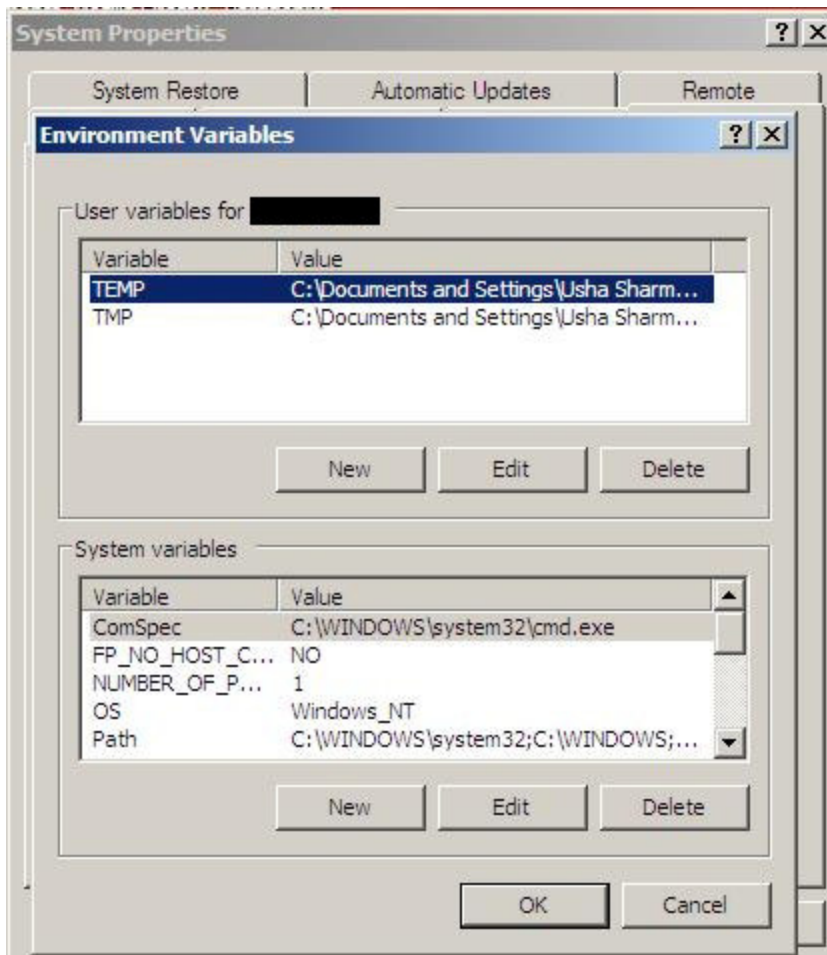 System Properties
System Restore Automatic Updates Remote
Environment Variables
User variables for
Variable Value
TEMP C:\Documents and Settings\Usha Sharm...
TMP C:\Documents and Settings\Usha Sharm...
New Edit Delete
System variables
Variable Value
ComSpec C:\WINDOWS\system32\cmd.exe
FP_NO_HOST_C... NO
NUMBER_OF_P... 1
OS Windows_NT
Path C:\WINDOWS\system32;C:\WINDOWS;...
New Edit Delete
OK Cancel